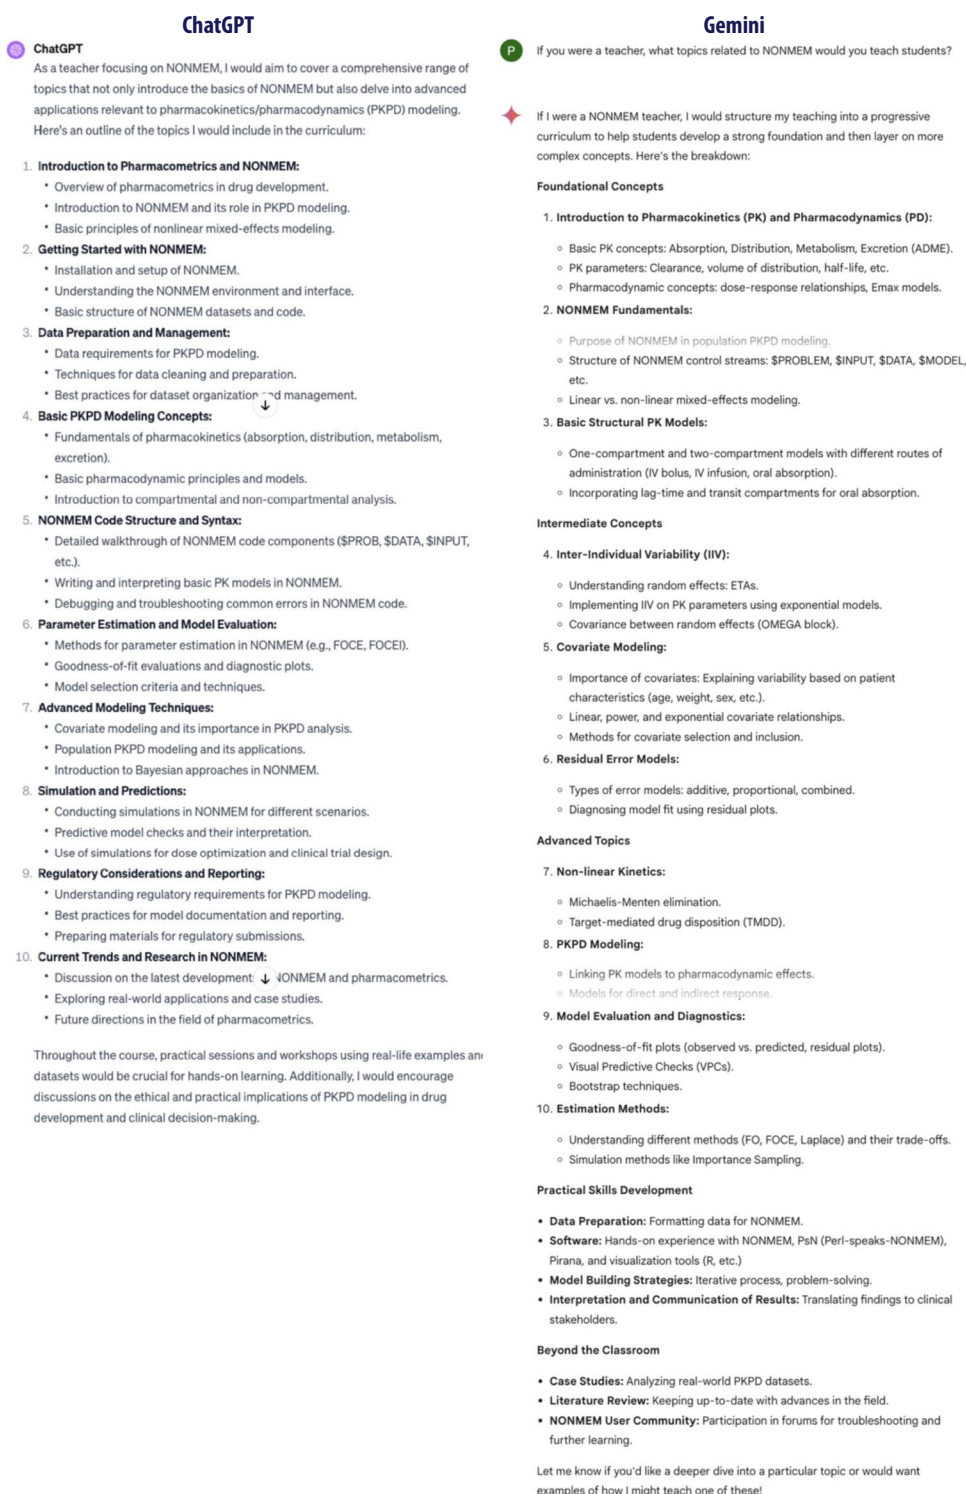 ChatGPT
ChatGPT
As a teacher focusing on NONMEM, I would aim to cover a comprehensive range of
topics that not only introduce the basics of NONMEM but also delve into advanced
applications relevant to pharmacokinetics/pharmacodynamics (PKPD) modeling.
Here's an outline of the topics I would include in the curriculum:
1. Introduction to Pharmacometrics and NONMEM:
• Overview of pharmacometrics in drug development.
• Introduction to NONMEM and its role in PKPD modeling.
• Basic principles of nonlinear mixed-effects modeling.
2. Getting Started with NONMEM:
• Installation and setup of NONMEM.
• Understanding the NONMEM environment and interface.
• Basic structure of NONMEM datasets and code.
3. Data Preparation and Management:
• Data requirements for PKPD modeling.
• Techniques for data cleaning and preparation.
• Best practices for dataset organization and management.
4. Basic PKPD Modeling Concepts:
• Fundamentals of pharmacokinetics (absorption, distribution, metabolism,
excretion).
• Basic pharmacodynamic principles and models.
• Introduction to compartmental and non-compartmental analysis.
5. NONMEM Code Structure and Syntax:
• Detailed walkthrough of NONMEM code components ($PROB, $DATA, $INPUT,
etc.).
• Writing and interpreting basic PK models in NONMEM.
• Debugging and troubleshooting common errors in NONMEM code.
6. Parameter Estimation and Model Evaluation:
• Methods for parameter estimation in NONMEM (e.g., FOCE, FOCEI).
• Goodness-of-fit evaluations and diagnostic plots.
• Model selection criteria and techniques.
7. Advanced Modeling Techniques:
• Covariate modeling and its importance in PKPD analysis.
• Population PKPD modeling and its applications.
• Introduction to Bayesian approaches in NONMEM.
8. Simulation and Predictions:
• Conducting simulations in NONMEM for different scenarios.
• Predictive model checks and their interpretation.
• Use of simulations for dose optimization and clinical trial design.
9. Regulatory Considerations and Reporting:
• Understanding regulatory requirements for PKPD modeling.
• Best practices for model documentation and reporting.
• Preparing materials for regulatory submissions.
10. Current Trends and Research in NONMEM:
• Discussion on the latest development NONMEM and pharmacometrics.
• Exploring real-world applications and case studies.
• Future directions in the field of pharmacometrics.
Throughout the course, practical sessions and workshops using real-life examples and
datasets would be crucial for hands-on learning. Additionally, I would encourage
discussions on the ethical and practical implications of PKPD modeling in drug
development and clinical decision-making.
Gemini
P
If you were a teacher, what topics related to NONMEM would you teach students?
If I were a NONMEM teacher, I would structure my teaching into a progressive
curriculum to help students develop a strong foundation and then layer on more
complex concepts. Here's the breakdown:
Foundational Concepts
1. Introduction to Pharmacokinetics (PK) and Pharmacodynamics (PD):
◦ Basic PK concepts: Absorption, Distribution, Metabolism, Excretion (ADME).
◦ PK parameters: Clearance, volume of distribution, half-life, etc.
◦ Pharmacodynamic concepts: dose-response relationships, Emax models.
2. NONMEM Fundamentals:
◦ Purpose of NONMEM in population PKPD modeling.
◦ Structure of NONMEM control streams: $PROBLEM, $INPUT, $DATA, $MODEL,
etc.
◦ Linear vs. non-linear mixed-effects modeling.
3. Basic Structural PK Models:
◦ One-compartment and two-compartment models with different routes of
administration (IV bolus, IV infusion, oral absorption).
◦ Incorporating lag-time and transit compartments for oral absorption.
Intermediate Concepts
4. Inter-Individual Variability (IIV):
◦ Understanding random effects: ETAs.
◦ Implementing IIV on PK parameters using exponential models.
◦ Covariance between random effects (OMEGA block).
5. Covariate Modeling:
◦ Importance of covariates: Explaining variability based on patient
characteristics (age, weight, sex, etc.).
◦ Linear, power, and exponential covariate relationships.
◦ Methods for covariate selection and inclusion.
6. Residual Error Models:
◦ Types of error models: additive, proportional, combined.
◦ Diagnosing model fit using residual plots.
Advanced Topics
7. Non-linear Kinetics:
◦ Michaelis-Menten elimination.
◦ Target-mediated drug disposition (TMDD).
8. PKPD Modeling:
◦ Linking PK models to pharmacodynamic effects.
◦ Models for direct and indirect response.
9. Model Evaluation and Diagnostics:
◦ Goodness-of-fit plots (observed vs. predicted, residual plots).
◦ Visual Predictive Checks (VPCs).
◦ Bootstrap techniques.
10. Estimation Methods:
◦ Understanding different methods (FO, FOCE, Laplace) and their trade-offs.
◦ Simulation methods like Importance Sampling.
Practical Skills Development
• Data Preparation: Formatting data for NONMEM.
• Software: Hands-on experience with NONMEM, PsN (Perl-speaks-NONMEM),
Pirana, and visualization tools (R, etc.)
• Model Building Strategies: Iterative process, problem-solving.
• Interpretation and Communication of Results: Translating findings to clinical
stakeholders.
Beyond the Classroom
• Case Studies: Analyzing real-world PKPD datasets.
• Literature Review: Keeping up-to-date with advances in the field.
• NONMEM User Community: Participation in forums for troubleshooting and
further learning.
Let me know if you'd like a deeper dive into a particular topic or would want
examples of how I might teach one of these!